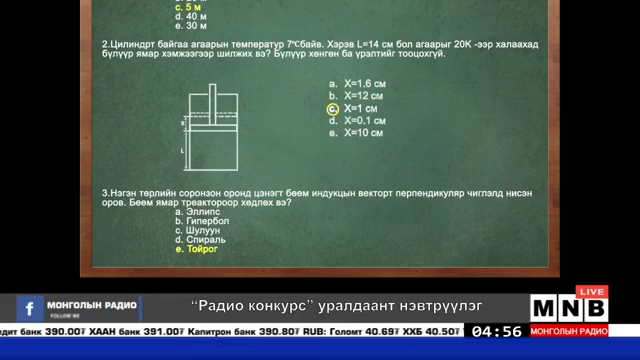 c. 5 м
d. 40 м
e. 30 м
2.Цилиндрт байгаа агаарын температур 7℃байв. Хэрэв L=14 см бол агаарыг 20K -ээр халаахад
бүлүүр ямар хэмжээгээр шилжих вэ? Бүлүүр хөнгөн ба үрэлтийг тооцохгүй.
a. X=1,6 см
b. X=12 см
c. X=1 см
d. X=0.1 см
e. X=10 см
x
L
3.Нэгэн төрлийн соронзон оронд цэнэгт бөөм индукцын векторт перпендикуляр чиглэлд нисэн
оров. Бөөм ямар треактороор хөдлөх вэ?
a. Эллипс
b. Гипербол
c. Шулуун
d. Спираль
e. Тойрог
LIVE
МОНГОЛЫН РАДИО
FOLLOW ME
“Радио конкурс” уралдаант нэвтрүүлэг
MNB
едит банк 390.00₮ ХААН банк 391.00₮ Капитрон банк 390.80₮ RUB: Голомт 40.69₮ ХХБ 40.50₮
04:56
МОНГОЛЫН РАДИО